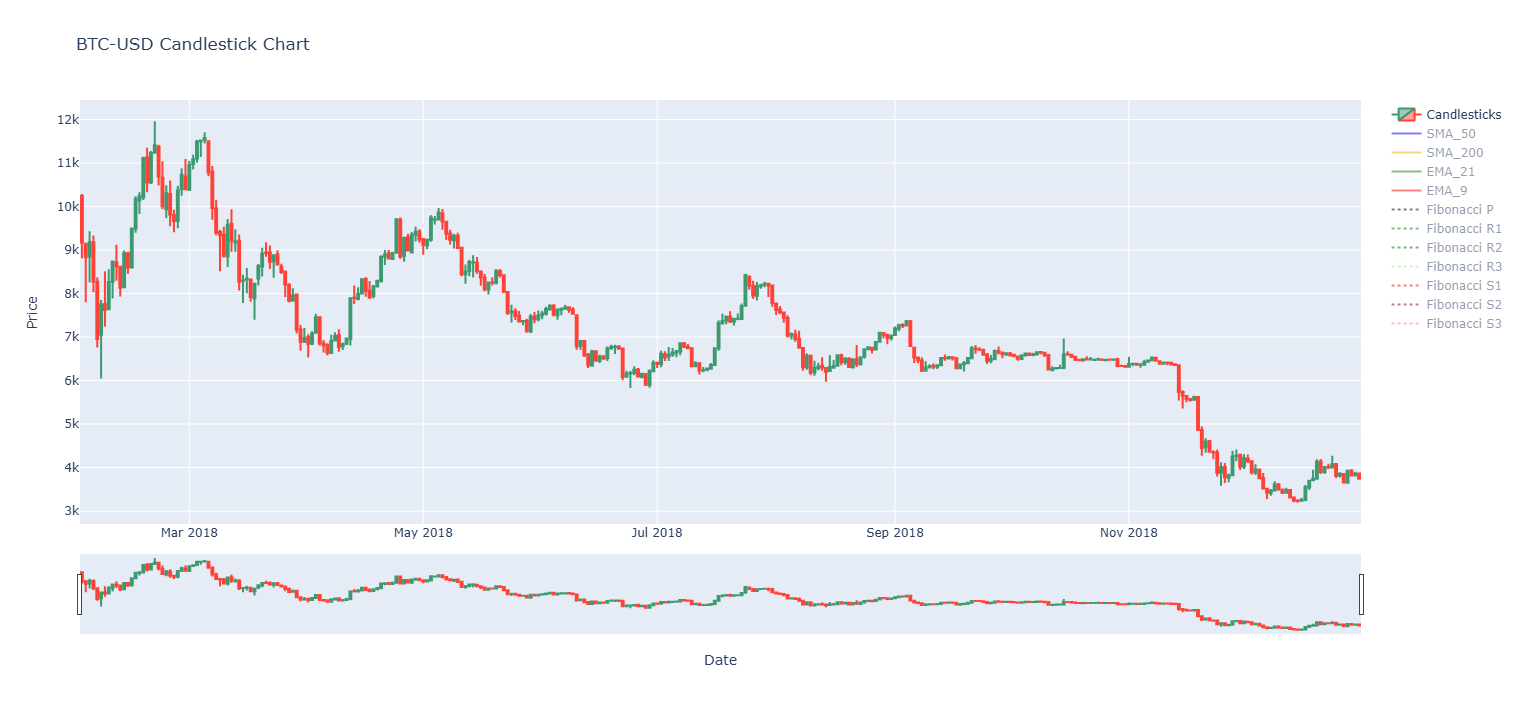 BTC-USD Candlestick Chart
12k
11k
10k
9k
8k
7k
6k
5k
4k
3k
Price
Mar 2018
May 2018
Jul 2018
Sep 2018
Nov 2018
Date
Candlesticks
SMA_50
SMA_200
EMA_21
EMA_9
Fibonacci P
Fibonacci R1
Fibonacci R2
Fibonacci R3
Fibonacci S1
Fibonacci S2
Fibonacci S3